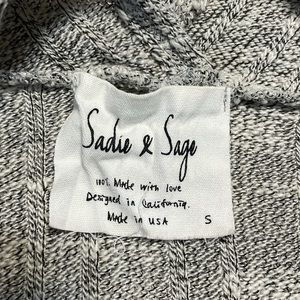 Sadie & Sage
100% Made with love
Designed in California.
Made in USA
S